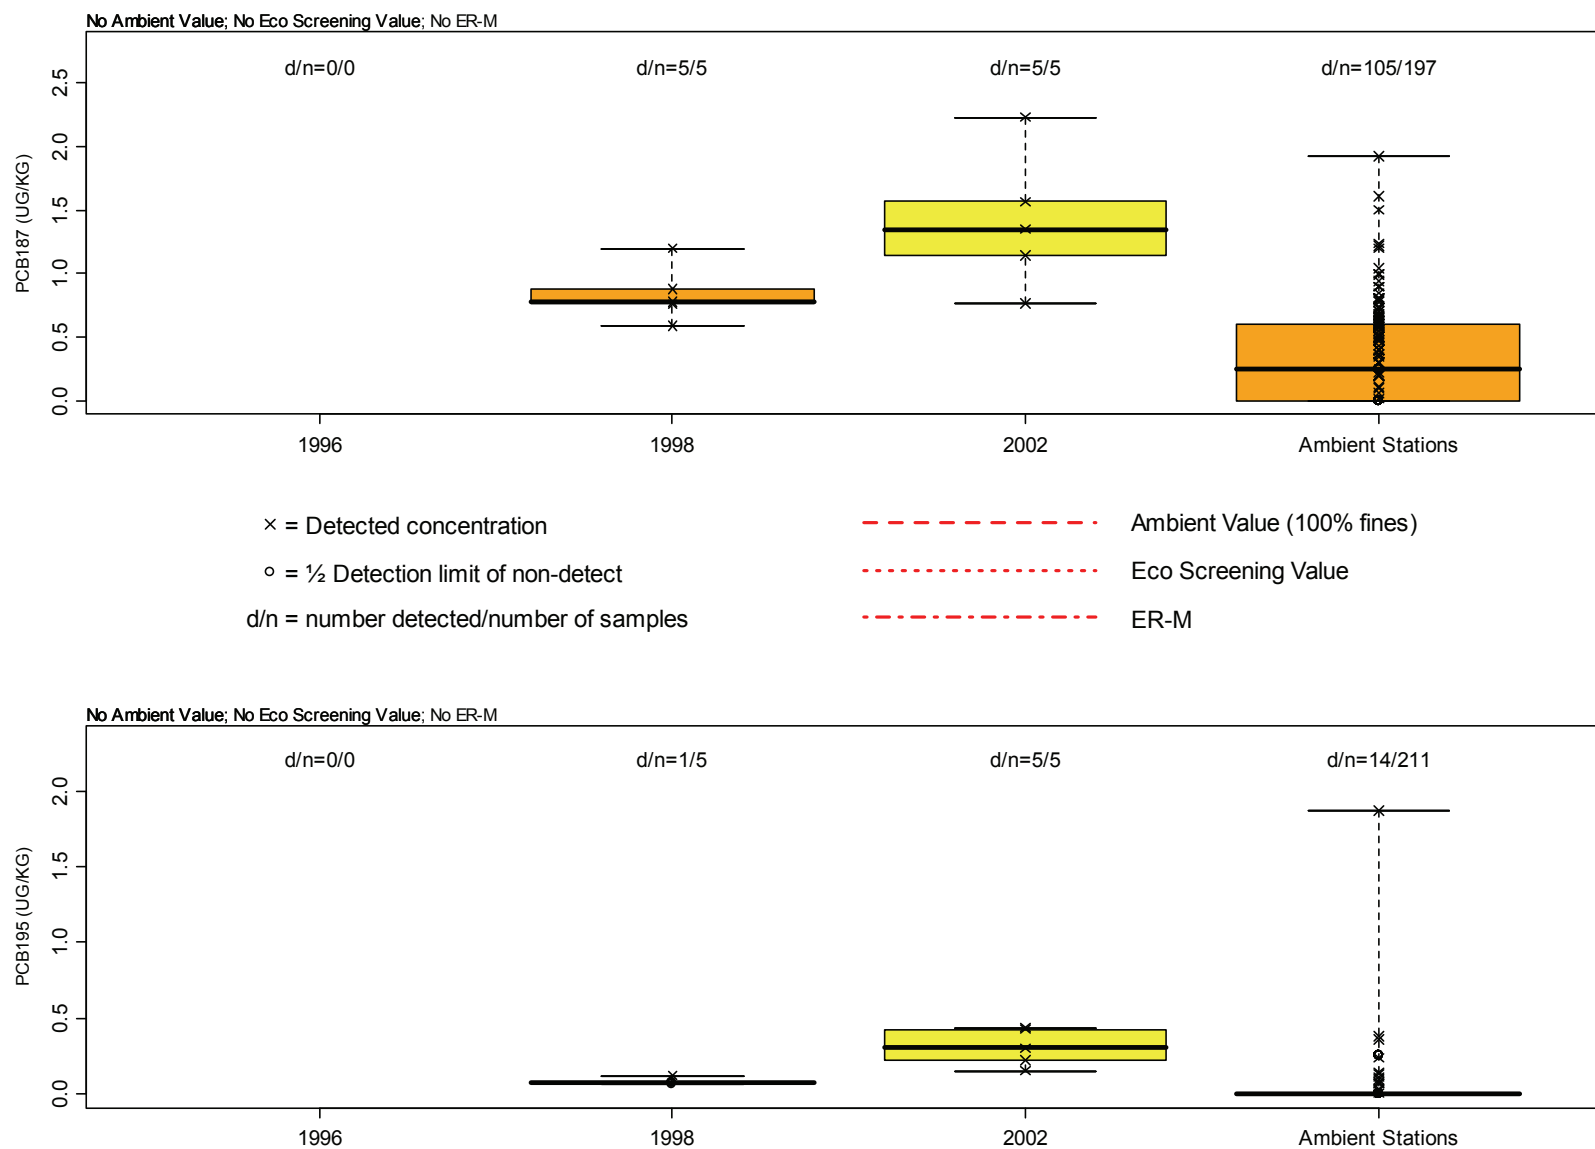 No Ambient Value; No Eco Screening Value; No ER-M
d/n=0/0 d/n=5/5 d/n=5/5 d/n=105/197
PCB187 (UG/KG)
2.5
2.0
1.5
1.0
0.5
0.0
1996 1998 2002 Ambient Stations
× = Detected concentration
o = ½ Detection limit of non-detect
d/n = number detected/number of samples
Ambient Value (100% fines)
Eco Screening Value
ER-M
No Ambient Value; No Eco Screening Value; No ER-M
d/n=0/0 d/n=1/5 d/n=5/5 d/n=14/211
PCB195 (UG/KG)
2.0
1.5
1.0
0.5
0.0
1996 1998 2002 Ambient Stations